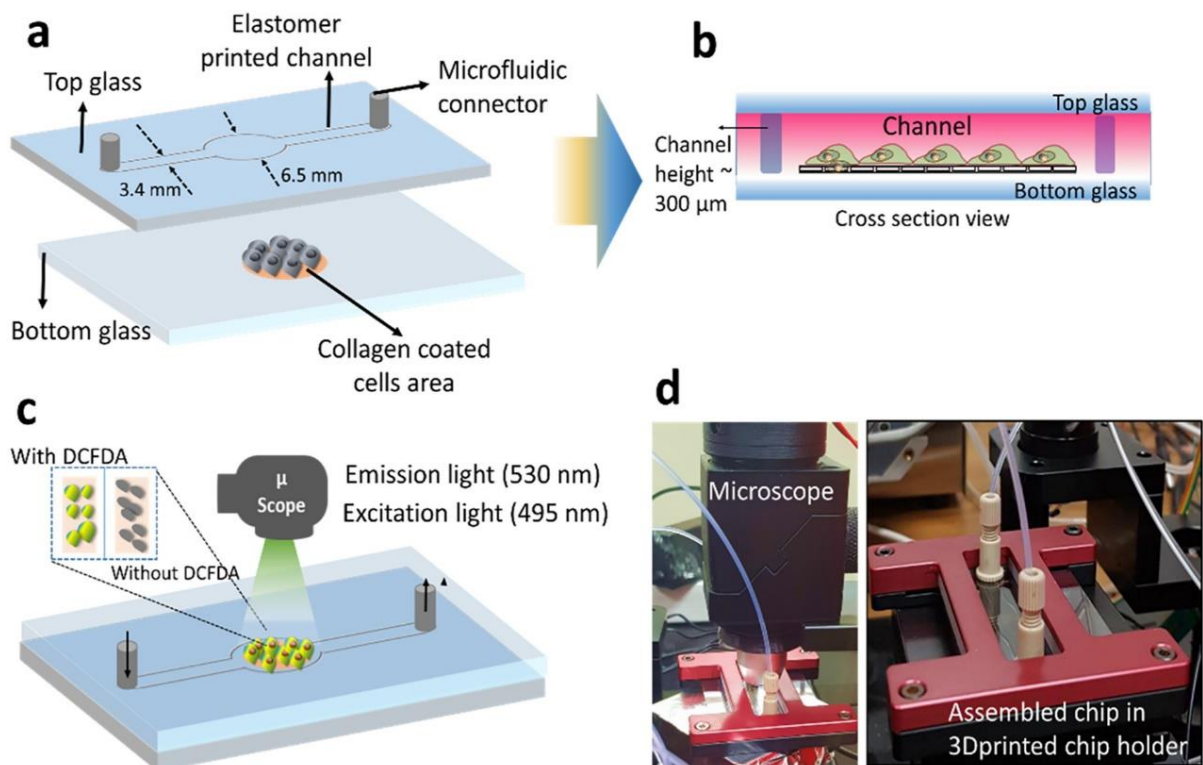 a
Elastomer
printed channel
Top glass
Microfluidic
connector
3.4 mm
6.5 mm
Bottom glass
Collagen coated
cells area
b
Top glass
Channel
Channel
height ~
300 µm
Bottom glass
Cross section view
c
With DCFDA
Without DCFDA
µ
Scope
Emission light (530 nm)
Excitation light (495 nm)
d
Microscope
Assembled chip in
3Dprinted chip holder